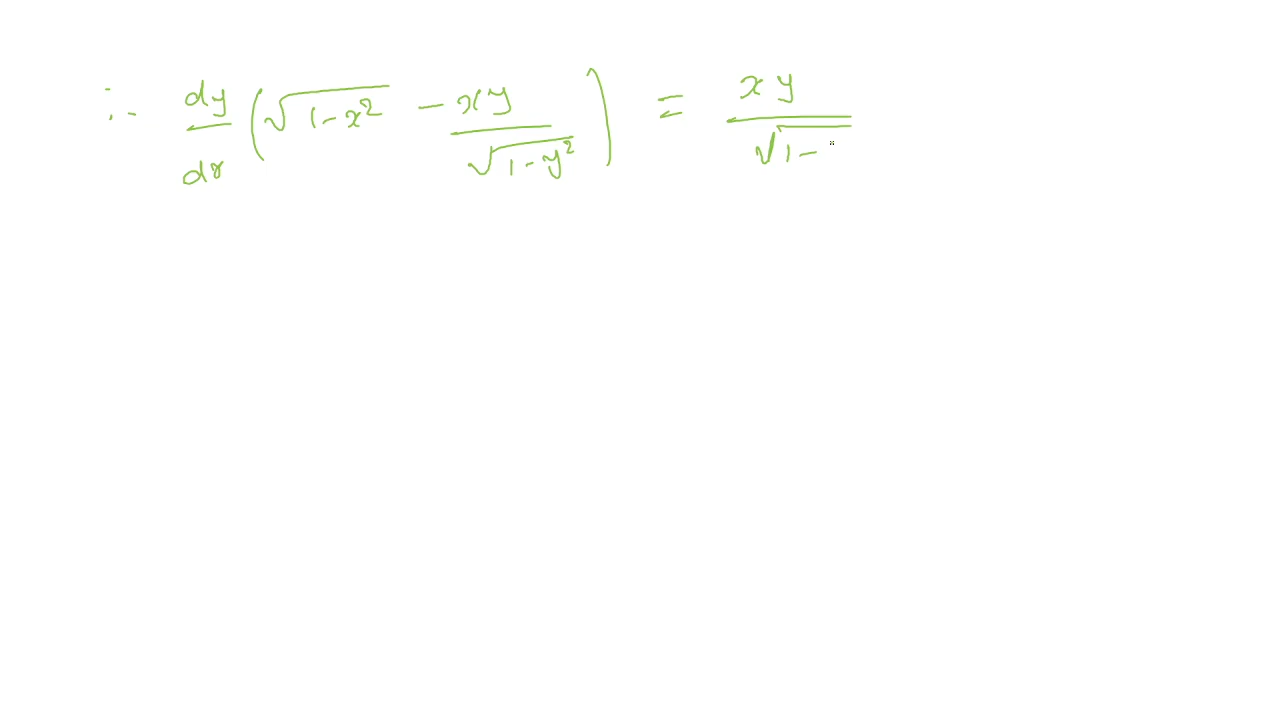 ∴ dy/dx (√(1-x²) - xy/√(1-y²)) = xy/√(1-